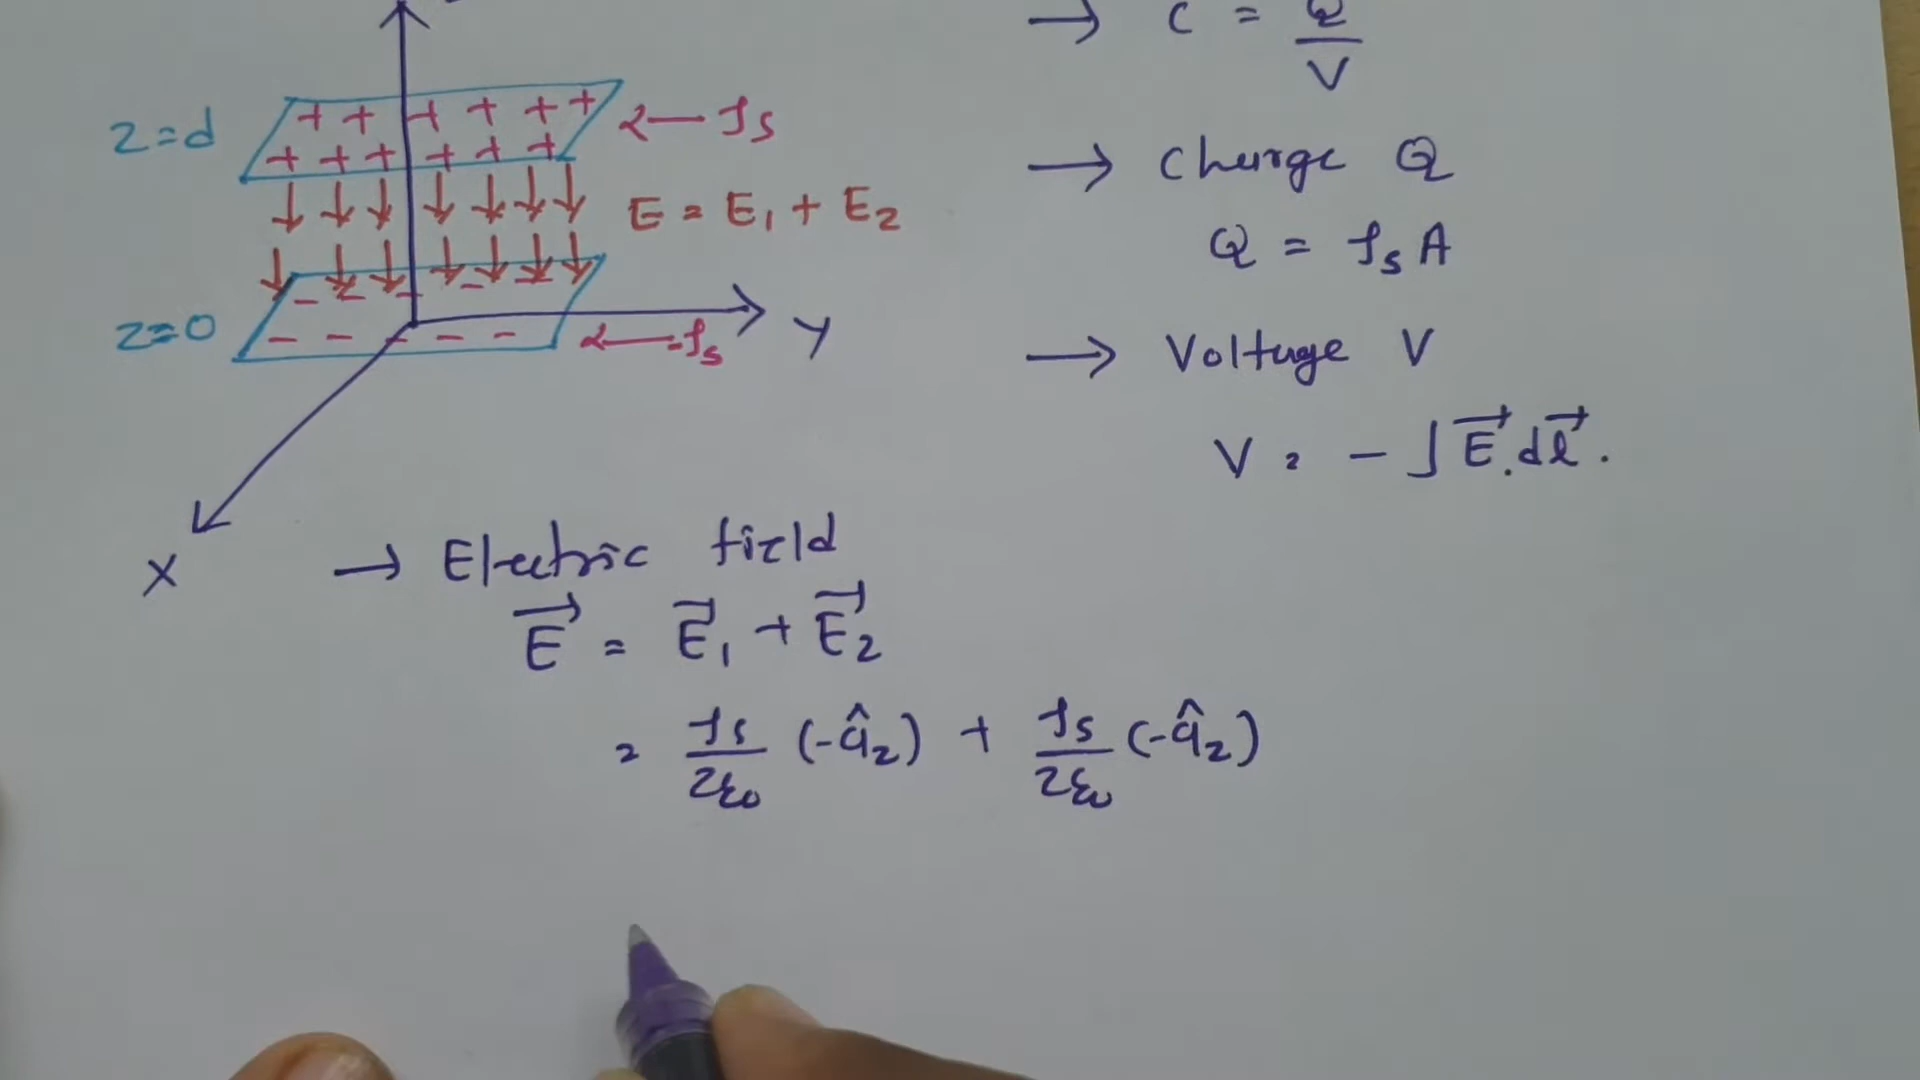 → C = Q/V
z=d
← ρs
→ Charge Q
E = E₁ + E₂
Q = ρs A
z=0
← -ρs
Y
→ Voltage V
V = - ∫ E⃗ . dl⃗ .
X
→ Electric field
E⃗ = E⃗₁ + E⃗₂
= ρs/2ε₀ (-âz) + ρs/2ε₀ (-âz)